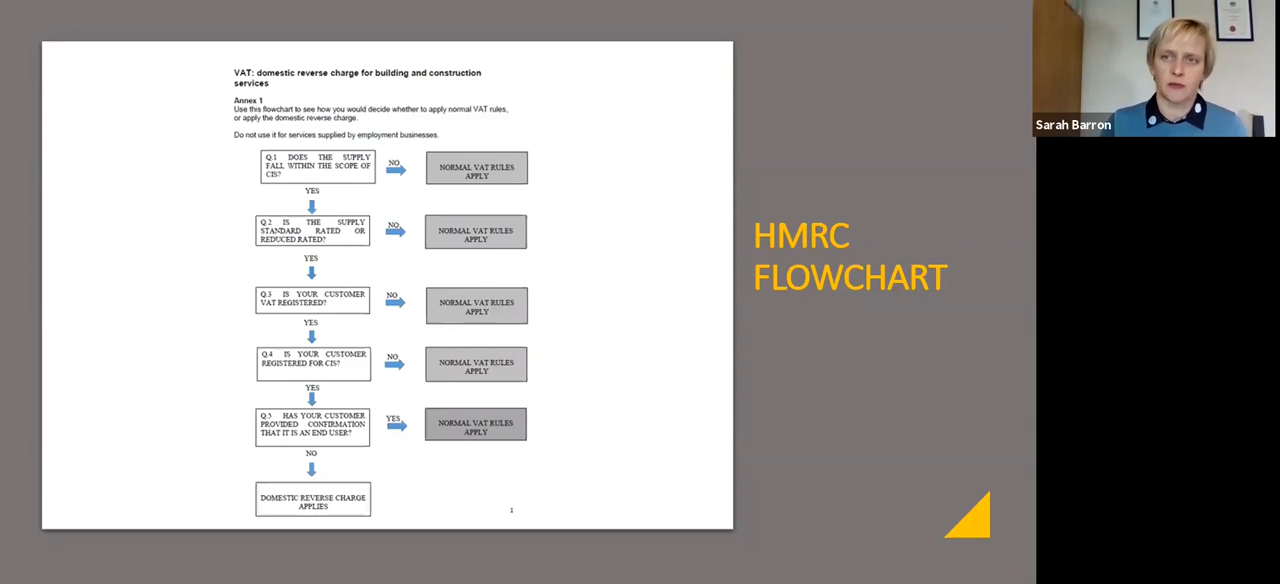 VAT: domestic reverse charge for building and construction
services
Annex 1
Use this flowchart to see how you would decide whether to apply normal VAT rules,
or apply the domestic reverse charge.
Do not use it for services supplied by employment businesses.
Q.1 DOES THE SUPPLY
FALL WITHIN THE SCOPE OF
CIS?
NO
NORMAL VAT RULES
APPLY
YES
Q.2 IS THE SUPPLY
STANDARD RATED OR
REDUCED RATED?
NO
NORMAL VAT RULES
APPLY
YES
Q.3 IS YOUR CUSTOMER
VAT REGISTERED?
NO
NORMAL VAT RULES
APPLY
YES
Q.4 IS YOUR CUSTOMER
REGISTERED FOR CIS?
NO
NORMAL VAT RULES
APPLY
YES
Q.5 HAS YOUR CUSTOMER
PROVIDED CONFIRMATION
THAT IT IS AN END USER?
YES
NORMAL VAT RULES
APPLY
NO
DOMESTIC REVERSE CHARGE
APPLIES
1
HMRC
FLOWCHART
Sarah Barron